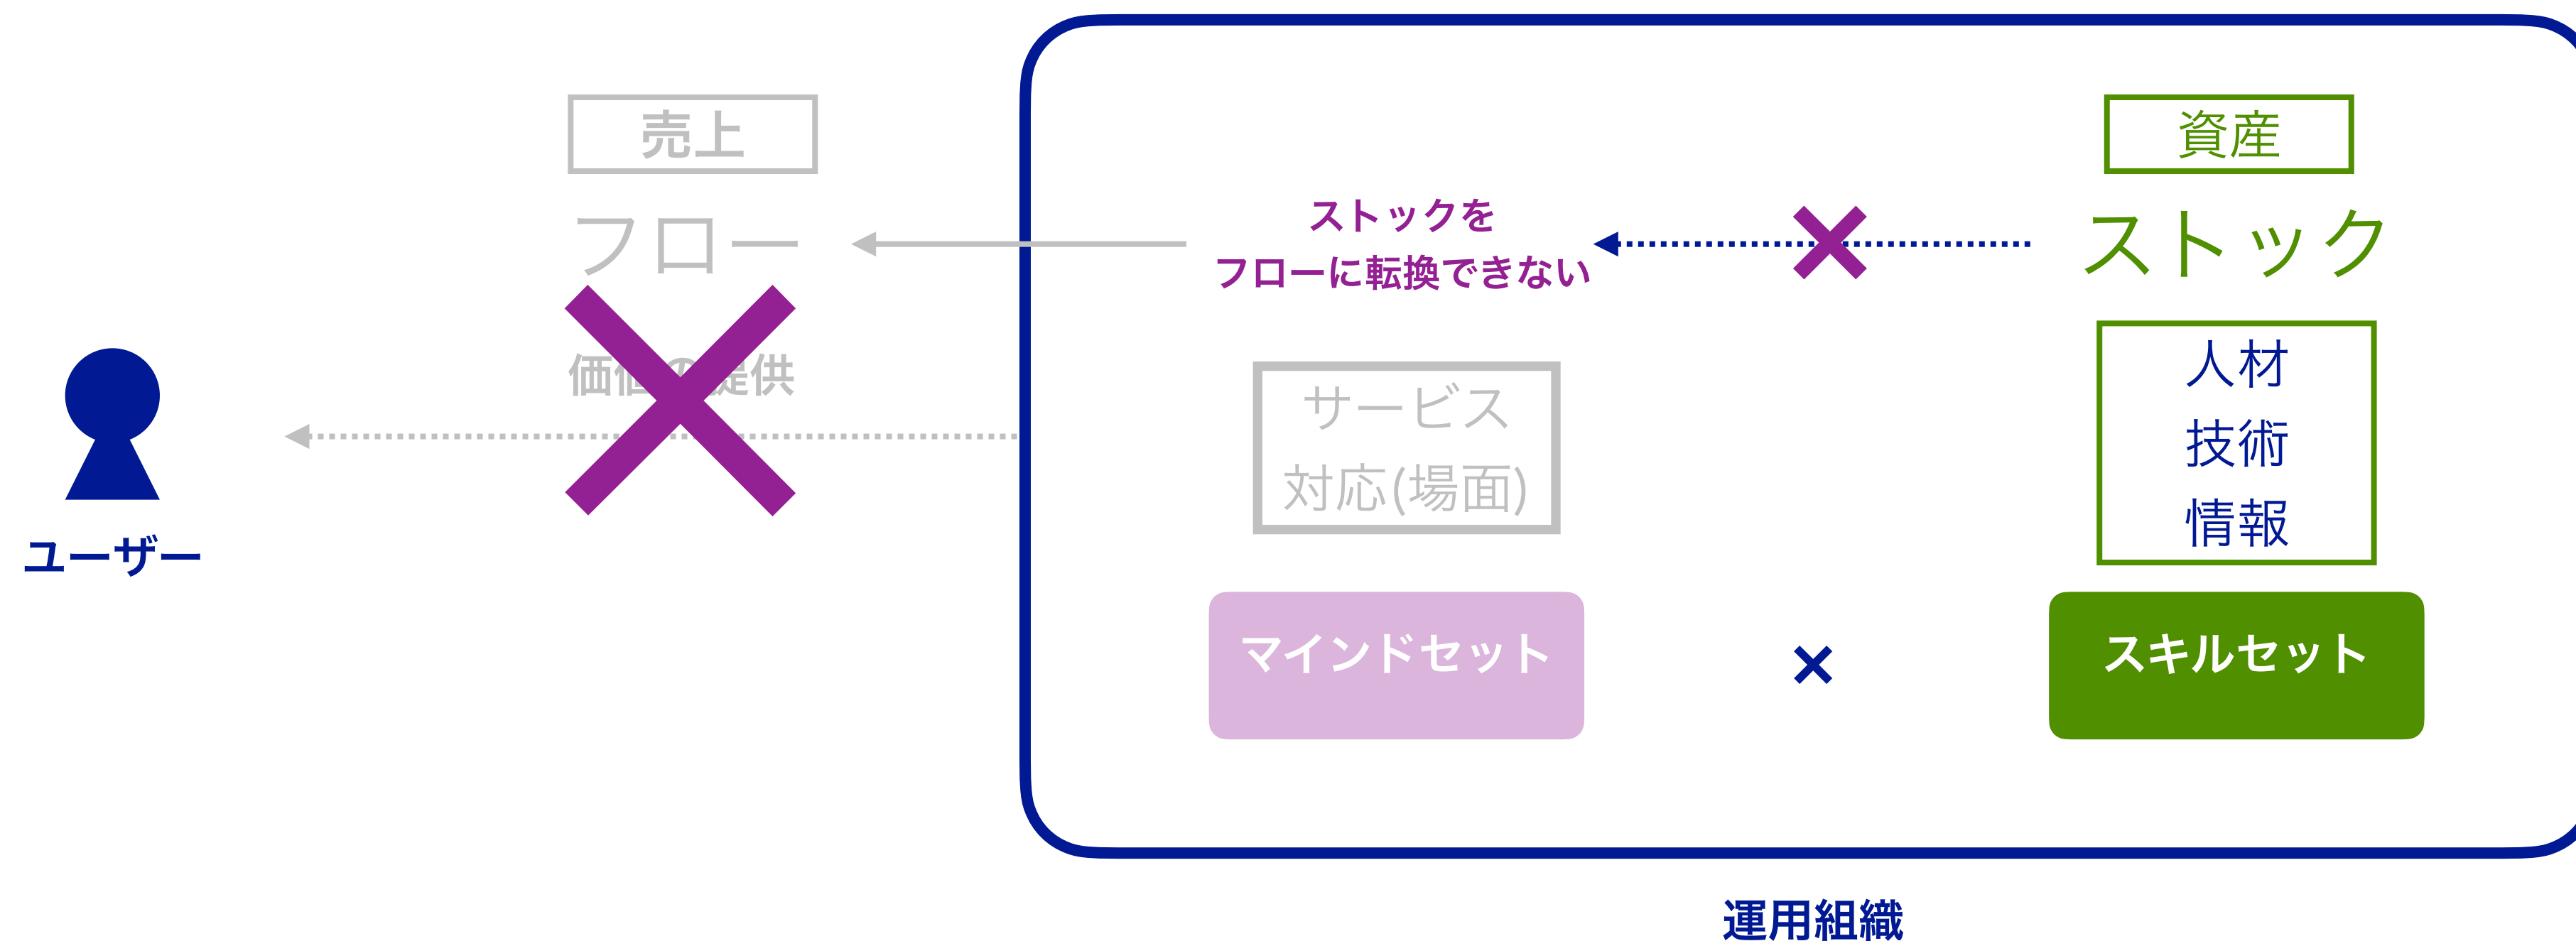 売上
フロー
価値の提供
ユーザー
ストックを
フローに転換できない
サービス
対応(場面)
マインドセット
×
資産
ストック
人材
技術
情報
スキルセット
運用組織